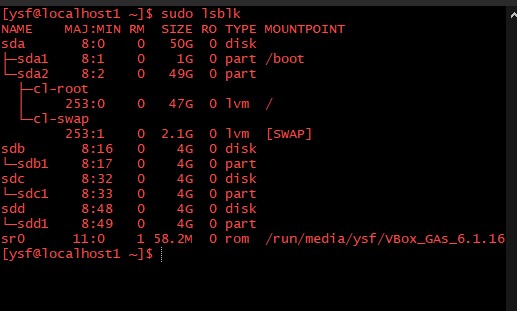 [ysf@localhost1 ~]$ sudo lsblk
NAME MAJ:MIN RM SIZE RO TYPE MOUNTPOINT
sda 8:0 0 50G 0 disk
├─sda1 8:1 0 1G 0 part /boot
└─sda2 8:2 0 49G 0 part
├─cl-root
│ 253:0 0 47G 0 lvm /
└─cl-swap
253:1 0 2.1G 0 lvm [SWAP]
sdb 8:16 0 4G 0 disk
└─sdb1 8:17 0 4G 0 part
sdc 8:32 0 4G 0 disk
└─sdc1 8:33 0 4G 0 part
sdd 8:48 0 4G 0 disk
└─sdd1 8:49 0 4G 0 part
sr0 11:0 1 58.2M 0 rom /run/media/ysf/VBox_GAs_6.1.16
[ysf@localhost1 ~]$